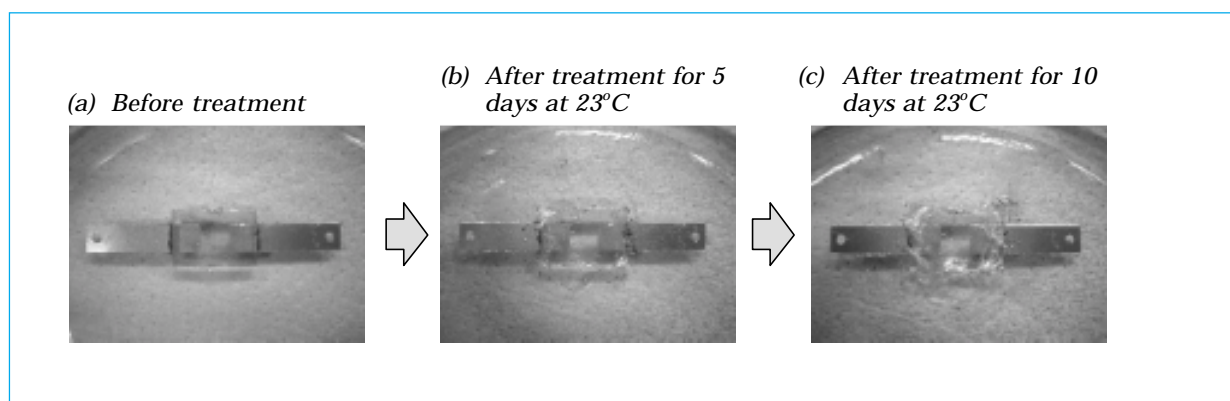 (a) Before treatment
(b) After treatment for 5
days at 23°C
(c) After treatment for 10
days at 23°C